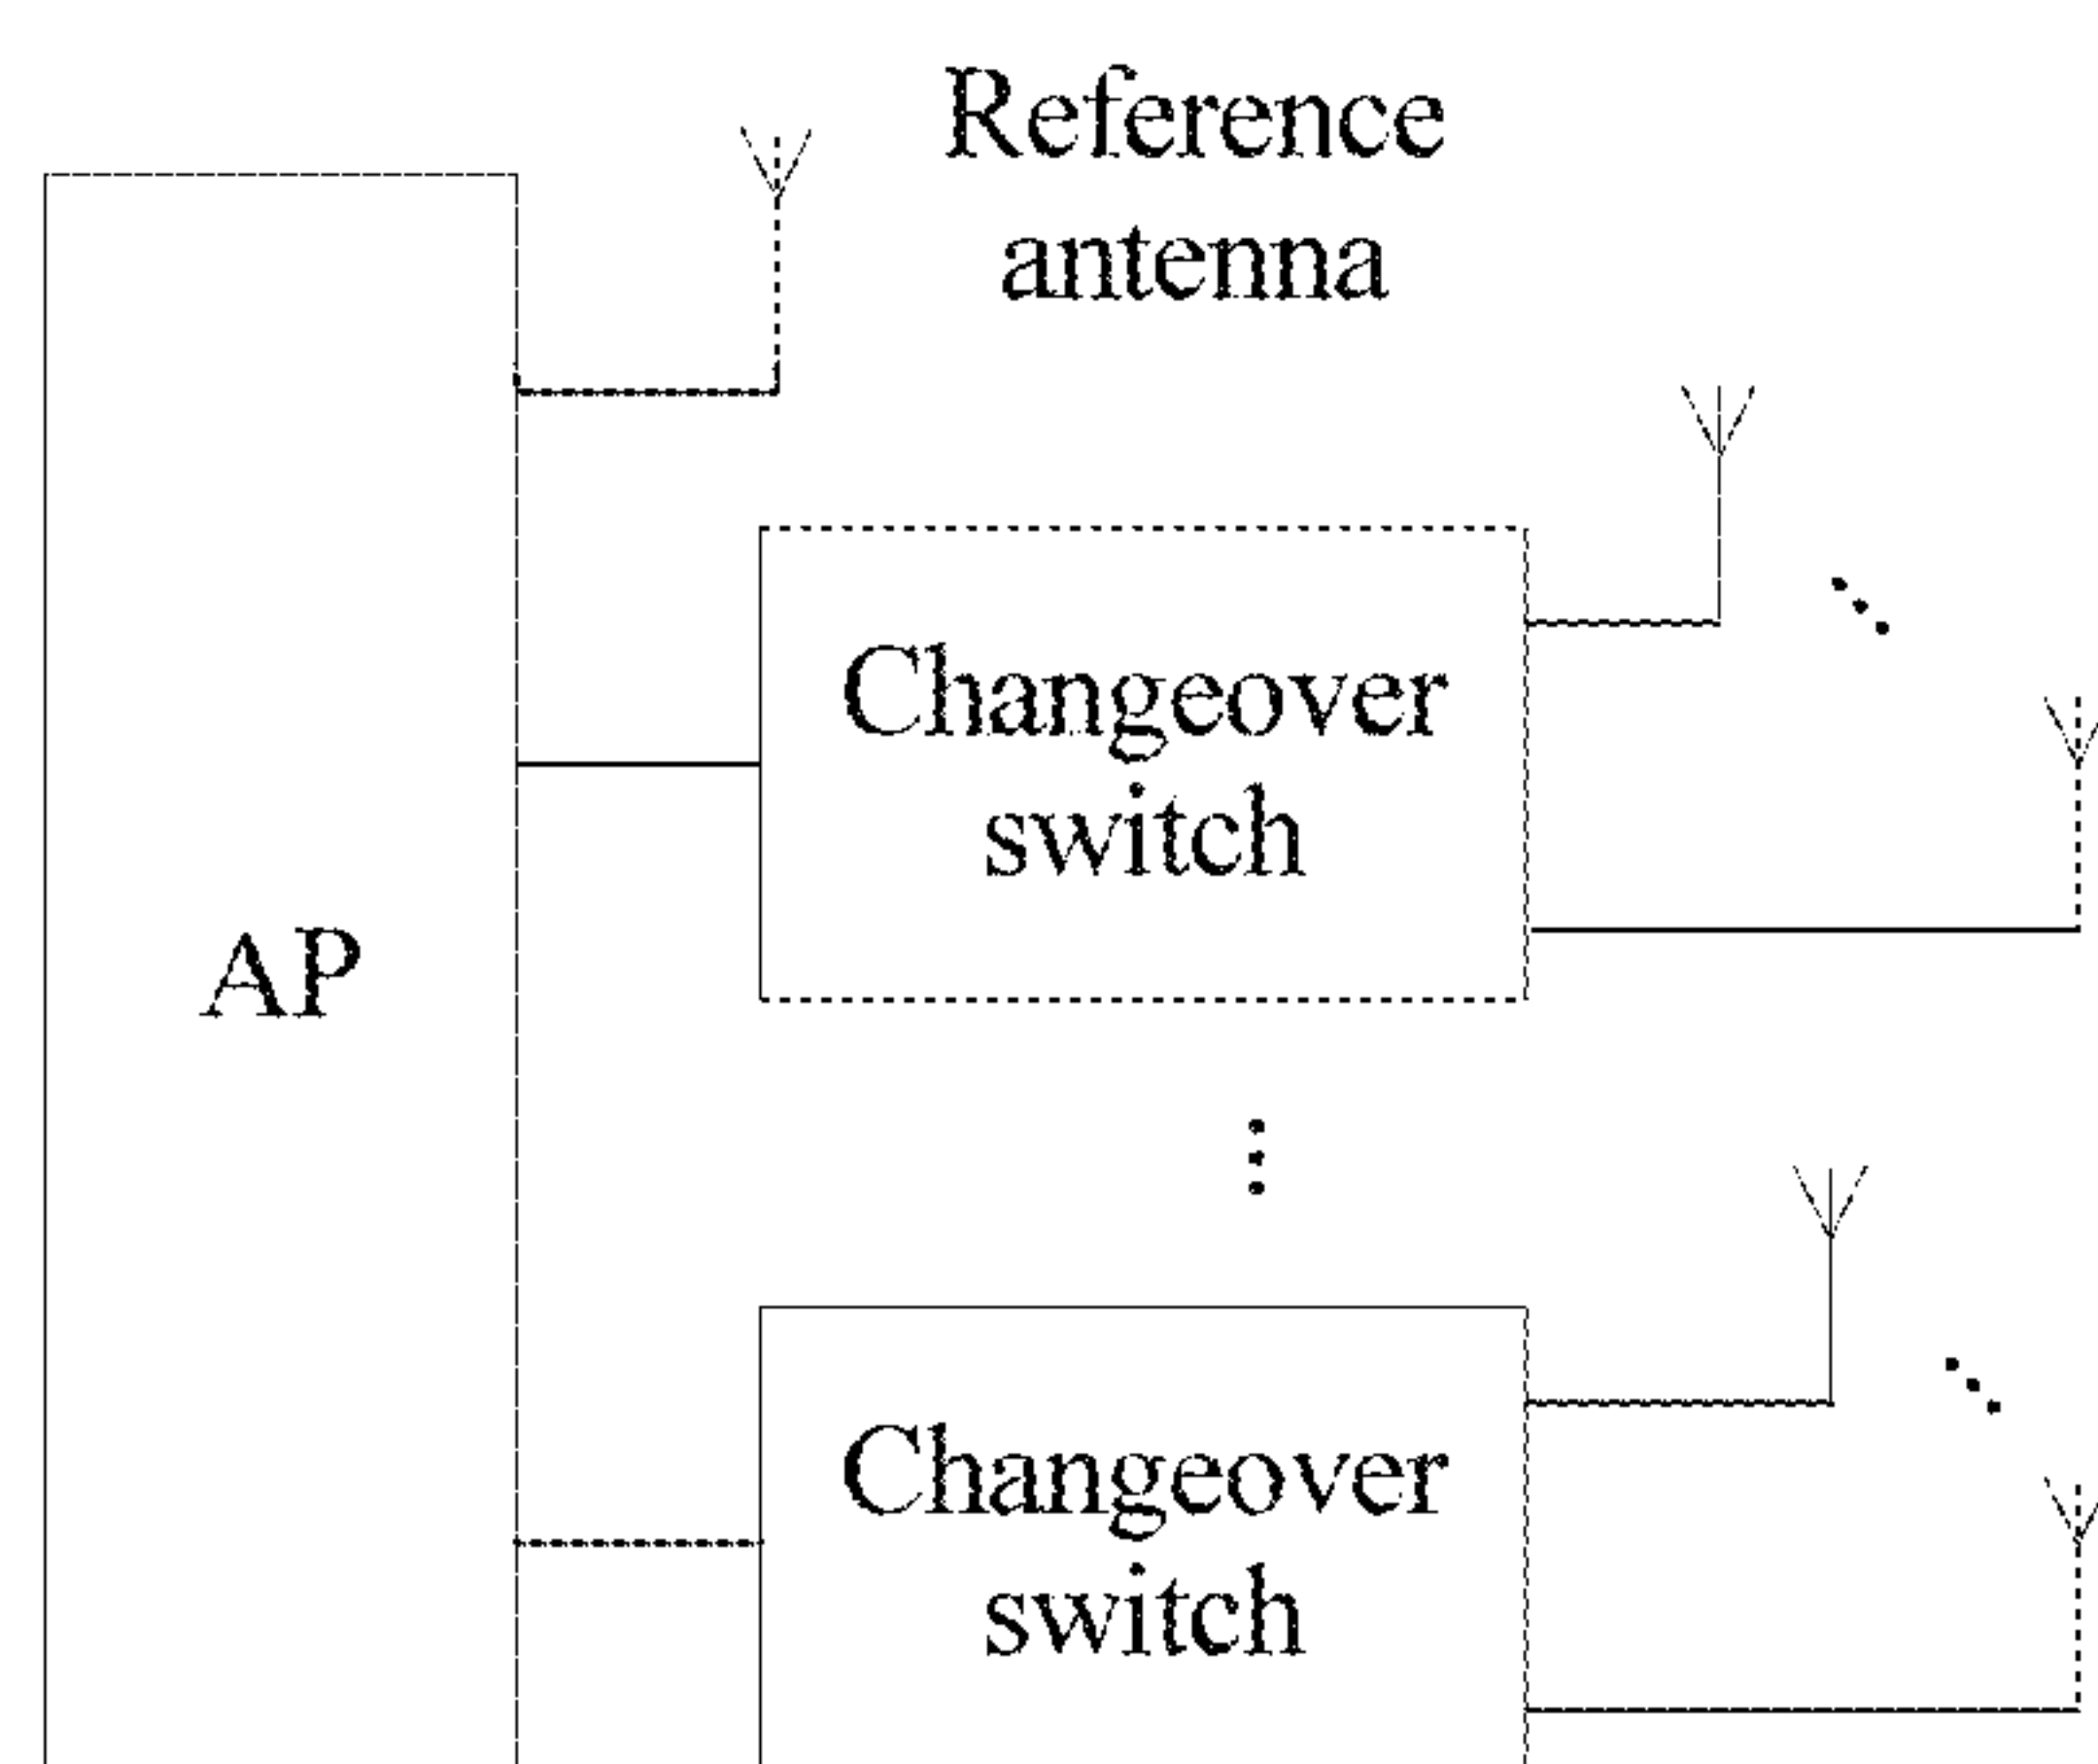 Reference
antenna
Changeover
switch
AP
Changeover
switch